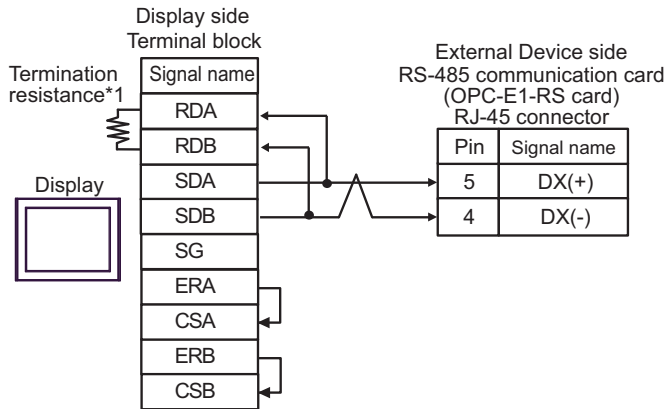 Display side
Terminal block
Termination
resistance*1
Signal name
RDA
RDB
SDA
SDB
SG
ERA
CSA
ERB
CSB
Display
External Device side
RS-485 communication card
(OPC-E1-RS card)
RJ-45 connector
Pin Signal name
5 DX(+)
4 DX(-)